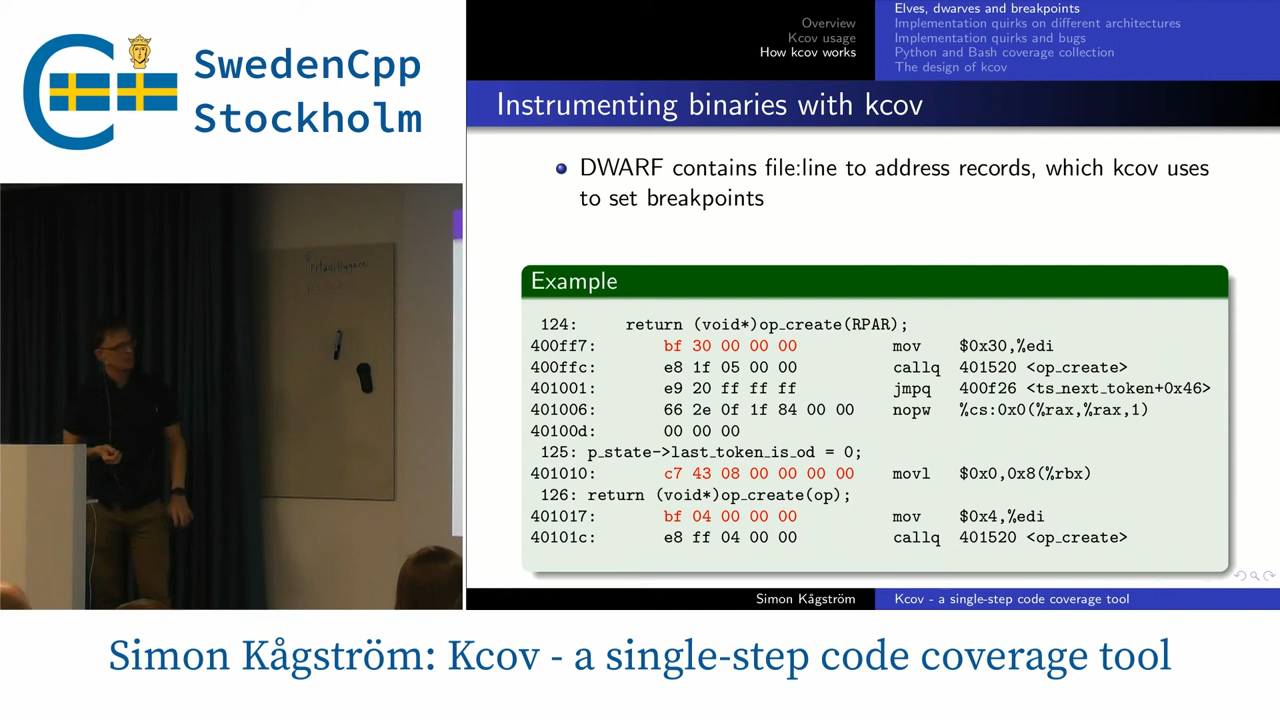 SwedenCpp
Stockholm
Overview
Kcov usage
How kcov works
Elves, dwarves and breakpoints
Implementation quirks on different architectures
Implementation quirks and bugs
Python and Bash coverage collection
The design of kcov
Instrumenting binaries with kcov
DWARF contains file:line to address records, which kcov uses
to set breakpoints
Example
124: return (void*)op_create(RPAR);
400ff7: bf 30 00 00 00 mov $0x30,%edi
400ffc: e8 1f 05 00 00 callq 401520 <op_create>
401001: e9 20 ff ff ff jmpq 400f26 <ts_next_token+0x46>
401006: 66 2e 0f 1f 84 00 00 nopw %cs:0x0(%rax,%rax,1)
40100d: 00 00 00
125: p_state->last_token_is_od = 0;
401010: c7 43 08 00 00 00 00 movl $0x0,0x8(%rbx)
126: return (void*)op_create(op);
401017: bf 04 00 00 00 mov $0x4,%edi
40101c: e8 ff 04 00 00 callq 401520 <op_create>
Simon Kågström
Kcov - a single-step code coverage tool
Simon Kågström: Kcov - a single-step code coverage tool